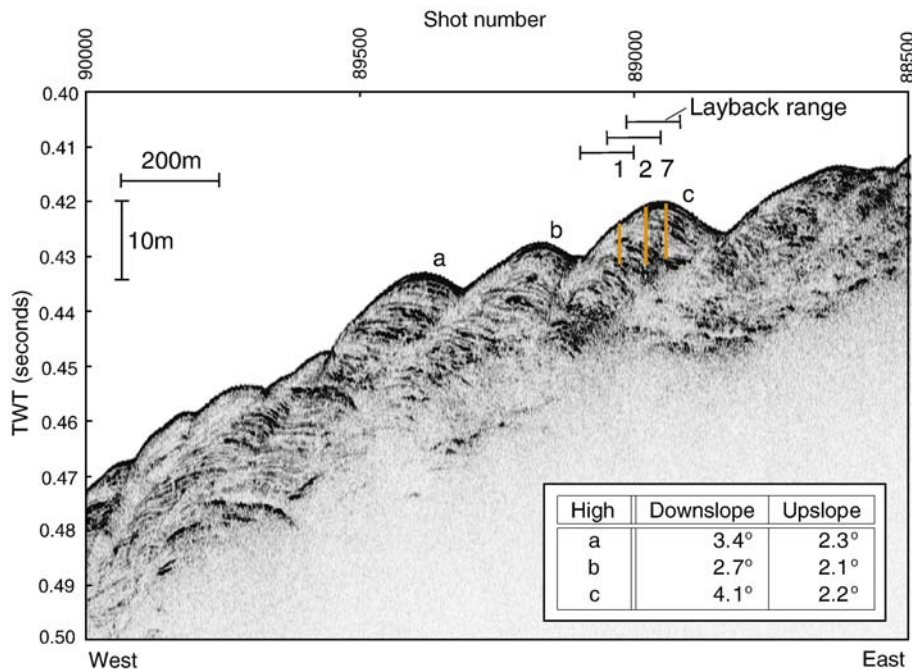 Shot number
90000 89500 89000 88500
0.40
Layback range
0.41
200m
1 2 7
0.42
c
10m
b
0.43
a
0.44
0.45
0.46
0.47
0.48
0.49
0.50
TWT (seconds)
High Downslope Upslope
a 3.4° 2.3°
b 2.7° 2.1°
c 4.1° 2.2°
West East